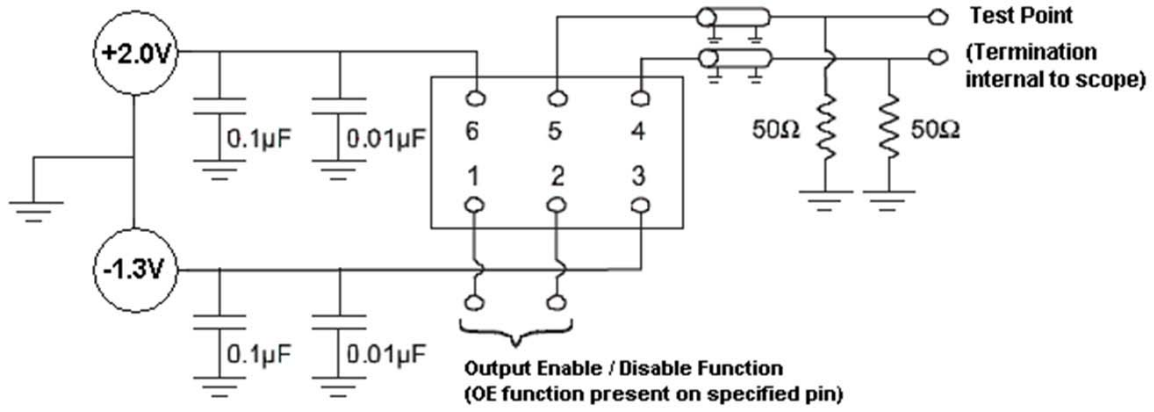 +2.0V
0.1µF
0.01µF
6
5
4
1
2
3
Test Point
(Termination
internal to scope)
50Ω
50Ω
-1.3V
0.1µF
0.01µF
Output Enable / Disable Function
(OE function present on specified pin)